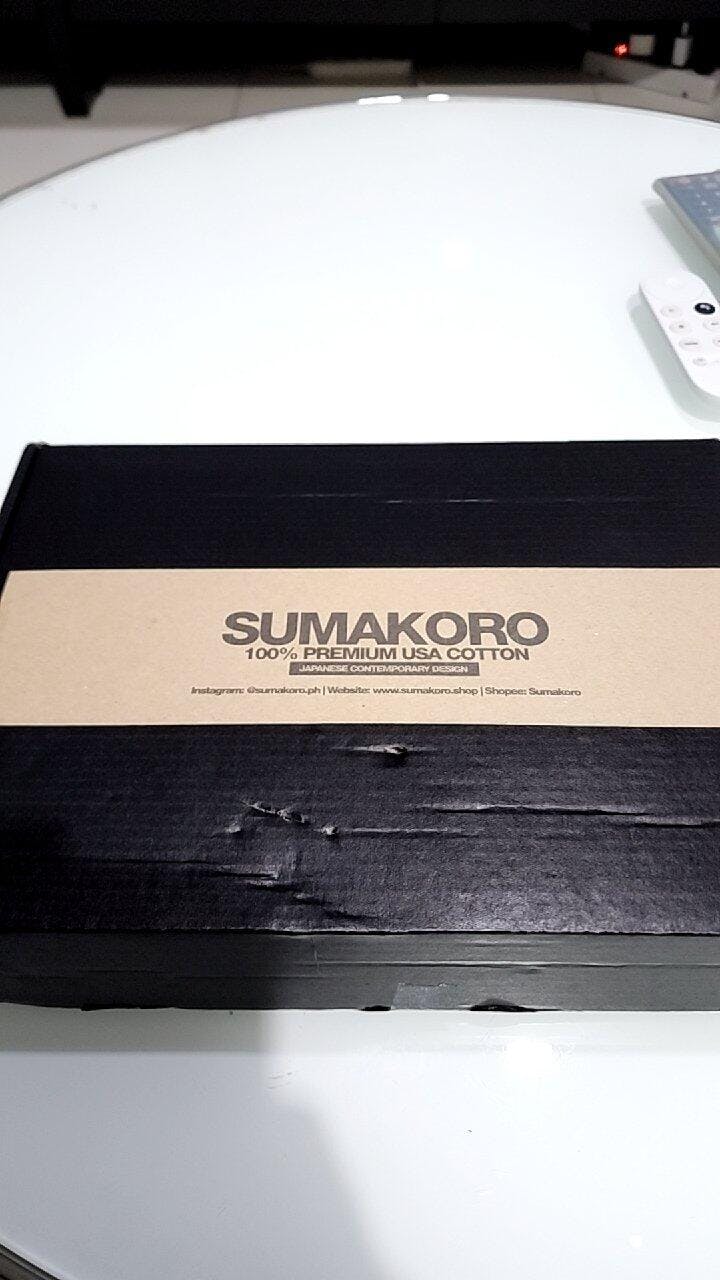 SUMAKORO
100% PREMIUM USA COTTON
JAPANESE CONTEMPORARY DESIGN
Instagram: @sumakoro.ph | Website: www.sumakoro.shop | Shopee: Sumakoro